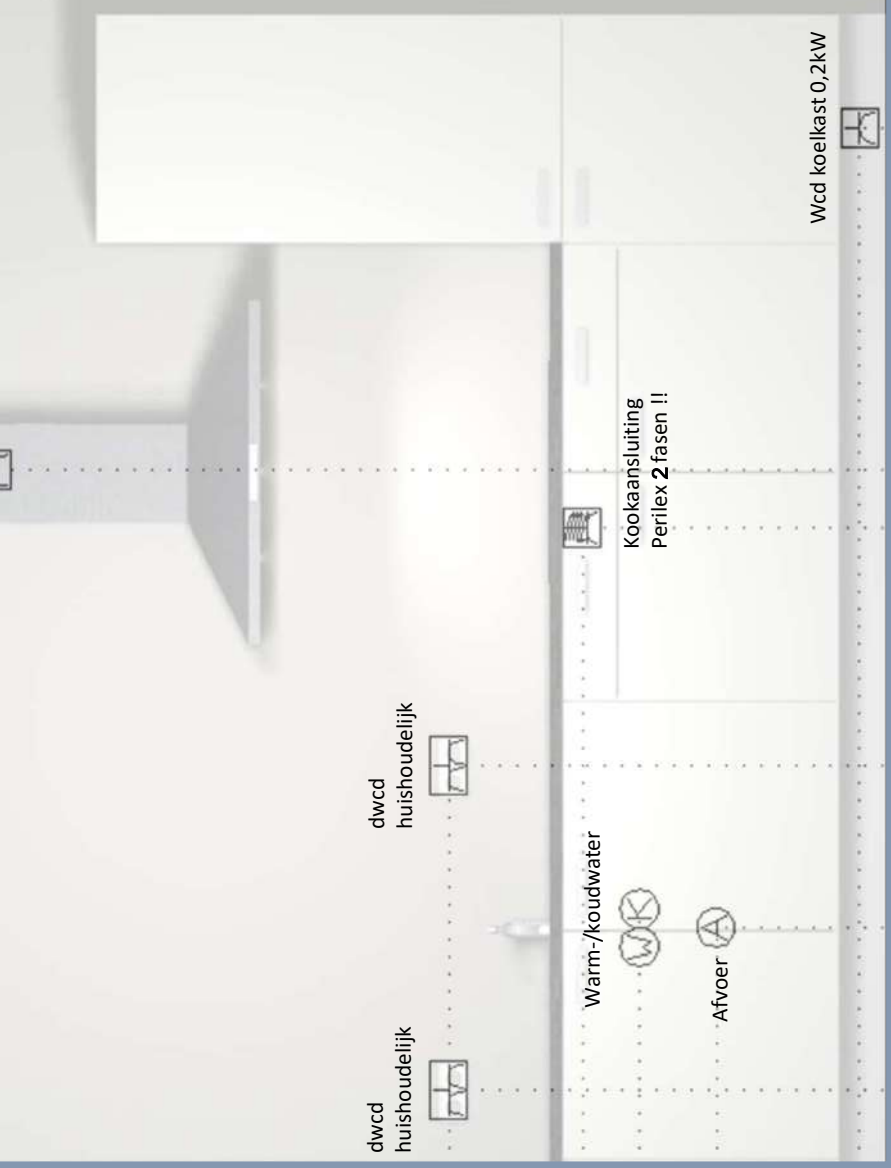 dwcd
huishoudelijk
dwcd
huishoudelijk
Warm-/koudwater
W K
Afvoer
A
Kookaansluiting
Perilex 2 fasen !!
Wcd koelkast 0,2kW